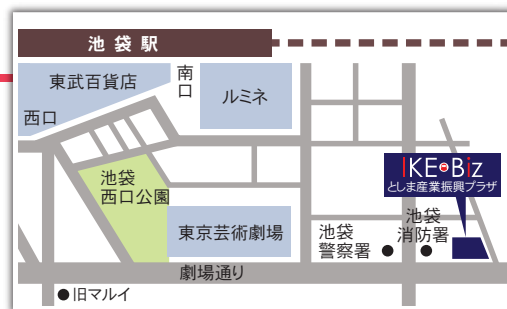 池袋駅
東武百貨店
南口
ルミネ
西口
IKE•Biz
としま産業振興プラザ
池袋
西口公園
東京芸術劇場
池袋
警察署
池袋
消防署
劇場通り
旧マルイ